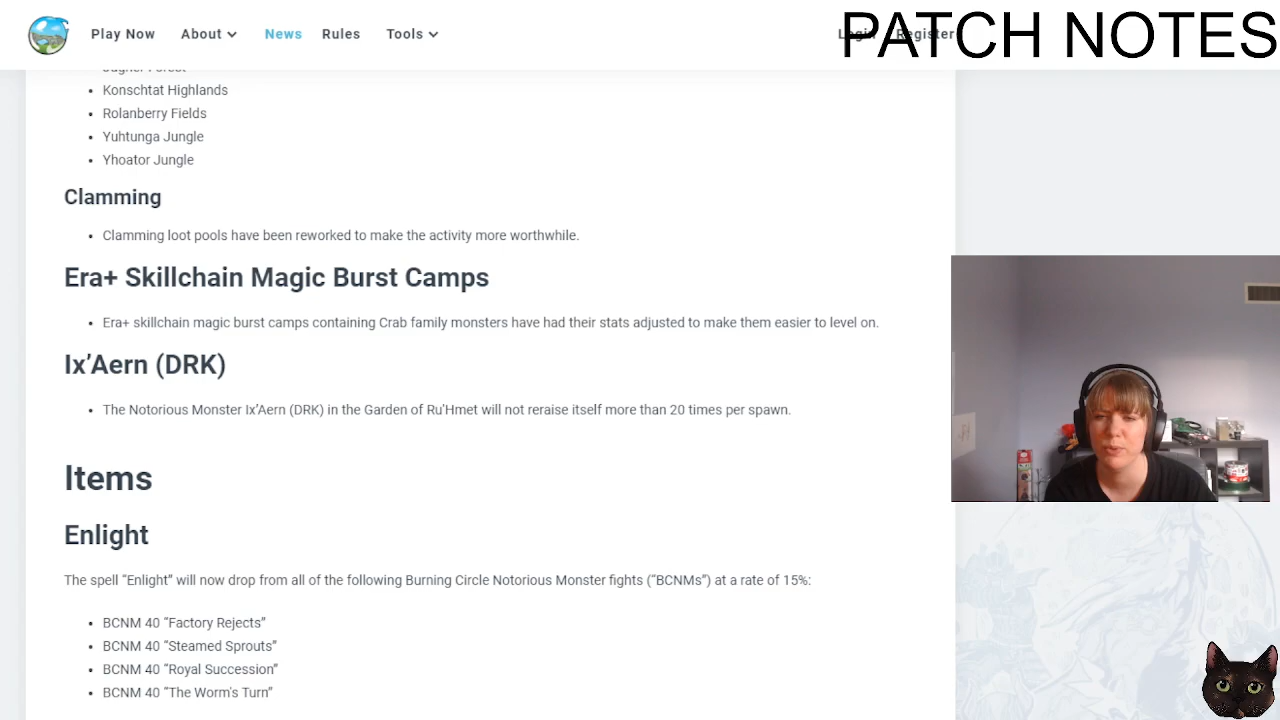 Play Now About News Rules Tools Login Register
PATCH NOTES
Jugner Forest
Konschtat Highlands
Rolanberry Fields
Yuhtunga Jungle
Yhoator Jungle
Clamming
Clamming loot pools have been reworked to make the activity more worthwhile.
Era+ Skillchain Magic Burst Camps
Era+ skillchain magic burst camps containing Crab family monsters have had their stats adjusted to make them easier to level on.
Ix’Aern (DRK)
The Notorious Monster Ix’Aern (DRK) in the Garden of Ru’Hmet will not reraise itself more than 20 times per spawn.
Items
Enlight
The spell “Enlight” will now drop from all of the following Burning Circle Notorious Monster fights (“BCNMs”) at a rate of 15%:
BCNM 40 “Factory Rejects”
BCNM 40 “Steamed Sprouts”
BCNM 40 “Royal Succession”
BCNM 40 “The Worm's Turn”